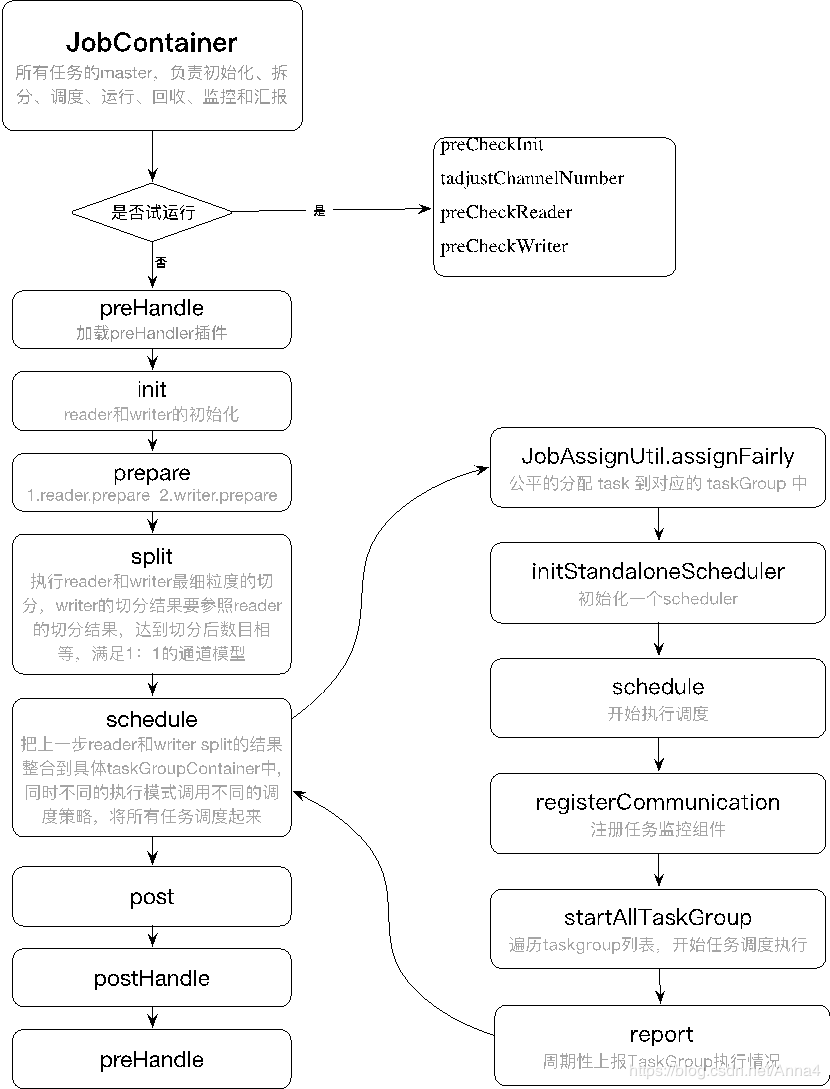 JobContainer
所有任务的master，负责初始化、拆
分、调度、运行、回收、监控和汇报
是否试运行
是
preCheckInit
tadjustChannelNumber
preCheckReader
preCheckWriter
否
preHandle
加载preHandler插件
init
reader和writer的初始化
prepare
1.reader.prepare 2.writer.prepare
split
执行reader和writer最细粒度的切
分，writer的切分结果要参照reader
的切分结果，达到切分后数目相
等，满足1：1的通道模型
schedule
把上一步reader和writer split的结果
整合到具体taskGroupContainer中,
同时不同的执行模式调用不同的调
度策略，将所有任务调度起来
post
postHandle
preHandle
JobAssignUtil.assignFairly
公平的分配 task 到对应的 taskGroup 中
initStandaloneScheduler
初始化一个scheduler
schedule
开始执行调度
registerCommunication
注册任务监控组件
startAllTaskGroup
遍历taskgroup列表，开始任务调度执行
report
周期性上报TaskGroup执行情况
https://blog.csdn.net/Anna4